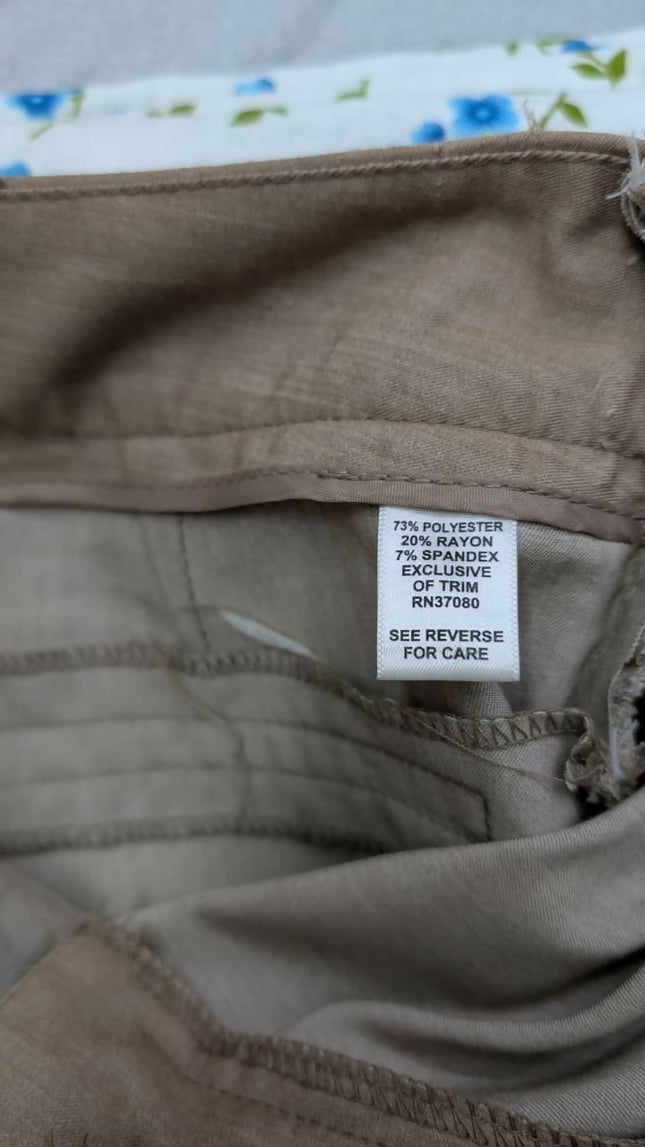 73% POLYESTER
20% RAYON
7% SPANDEX
EXCLUSIVE
OF TRIM
RN37080
SEE REVERSE
FOR CARE